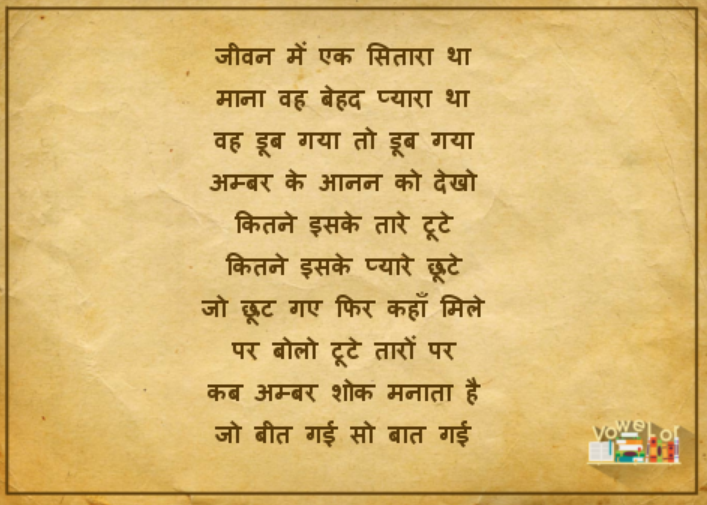 जीवन में एक सितारा था
माना वह बेहद प्यारा था
वह डूब गया तो डूब गया
अम्बर के आनन को देखो
कितने इसके तारे टूटे
कितने इसके प्यारे छूटे
जो छूट गए फिर कहाँ मिले
पर बोलो टूटे तारों पर
कब अम्बर शोक मनाता है
जो बीत गई सो बात गई